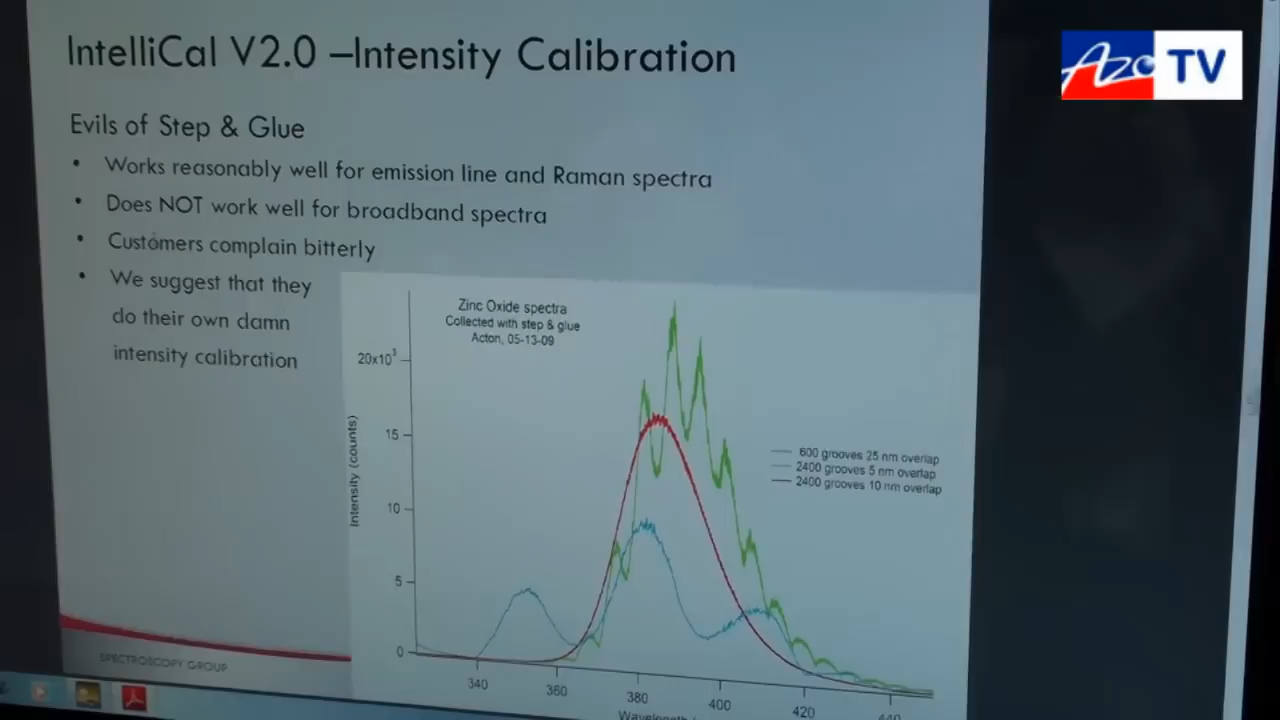 IntelliCal V2.0 –Intensity Calibration
AZo TV
Evils of Step & Glue
• Works reasonably well for emission line and Raman spectra
• Does NOT work well for broadband spectra
• Customers complain bitterly
• We suggest that they
do their own damn
intensity calibration
Zinc Oxide spectra
Collected with step & glue
Acton, 05-13-09
20x10³
15
10
5
0
Intensity (counts)
600 grooves 25 nm overlap
2400 grooves 5 nm overlap
2400 grooves 10 nm overlap
340
360
380
400
420
440
Wavelength
SPECTROSCOPY GROUP